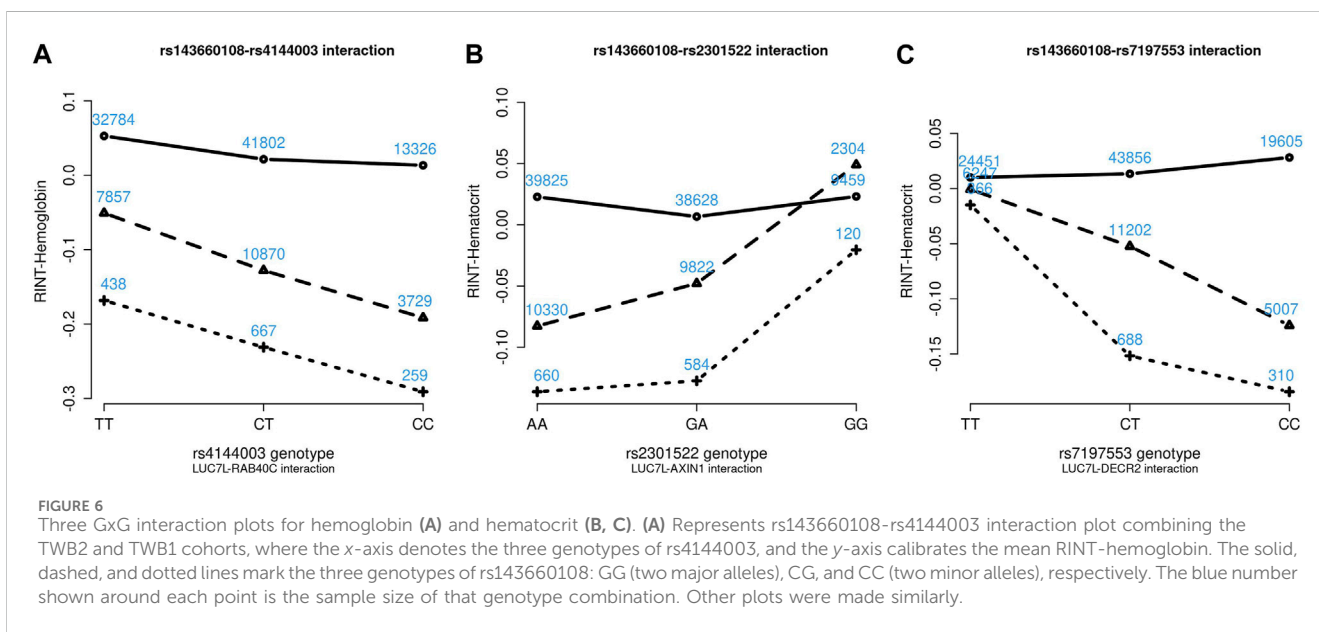 A
rs143660108-rs4144003 interaction
RINT-Hemoglobin
0.1
0.0
-0.1
-0.2
-0.3
32784
41802
13326
7857
10870
3729
438
667
259
TT
CT
CC
rs4144003 genotype
LUC7L-RAB40C interaction
B
rs143660108-rs2301522 interaction
RINT-Hematocrit
0.10
0.05
0.00
-0.05
-0.10
39825
38628
2304
9459
10330
9822
120
660
584
AA
GA
GG
rs2301522 genotype
LUC7L-AXIN1 interaction
C
rs143660108-rs7197553 interaction
RINT-Hematocrit
0.05
0.00
-0.05
-0.10
-0.15
24451
43856
19605
6247
366
11202
5007
688
310
TT
CT
CC
rs7197553 genotype
LUC7L-DECR2 interaction
FIGURE 6
Three GxG interaction plots for hemoglobin (A) and hematocrit (B, C). (A) Represents rs143660108-rs4144003 interaction plot combining the
TWB2 and TWB1 cohorts, where the x-axis denotes the three genotypes of rs4144003, and the y-axis calibrates the mean RINT-hemoglobin. The solid,
dashed, and dotted lines mark the three genotypes of rs143660108: GG (two major alleles), CG, and CC (two minor alleles), respectively. The blue number
shown around each point is the sample size of that genotype combination. Other plots were made similarly.